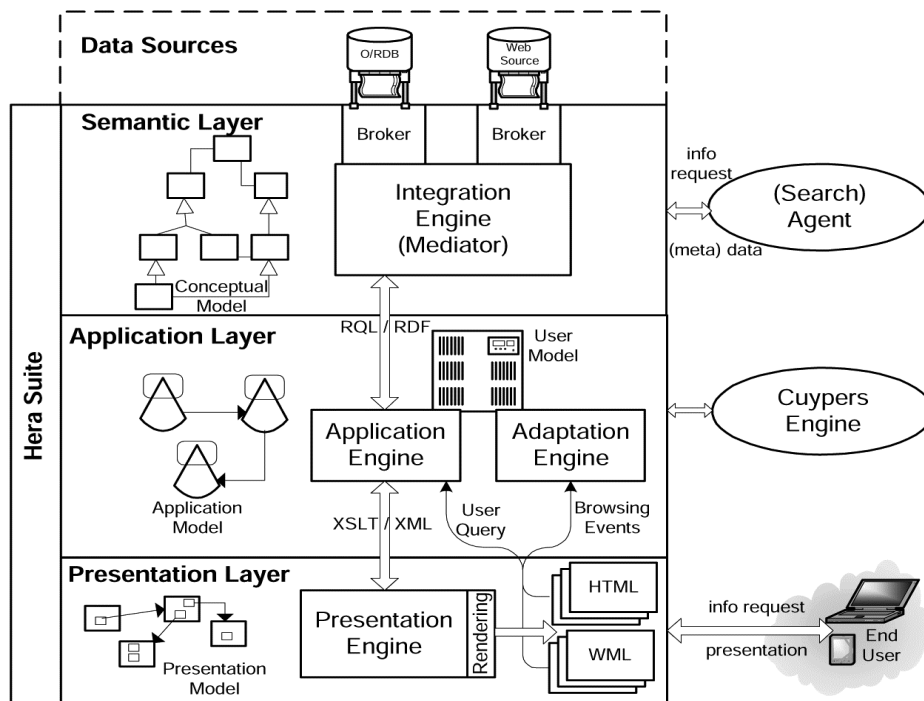 Data Sources
O/RDB
Web
Source
Semantic Layer
Broker
Broker
Integration
Engine
(Mediator)
Conceptual
Model
info
request
(Search)
Agent
(meta) data
RQL / RDF
Application Layer
User
Model
Hera Suite
Application
Engine
Adaptation
Engine
Cuypers
Engine
Application
Model
XSLT / XML
User
Query
Browsing
Events
Presentation Layer
Presentation
Engine
Rendering
HTML
WML
Presentation
Model
info request
presentation
End
User